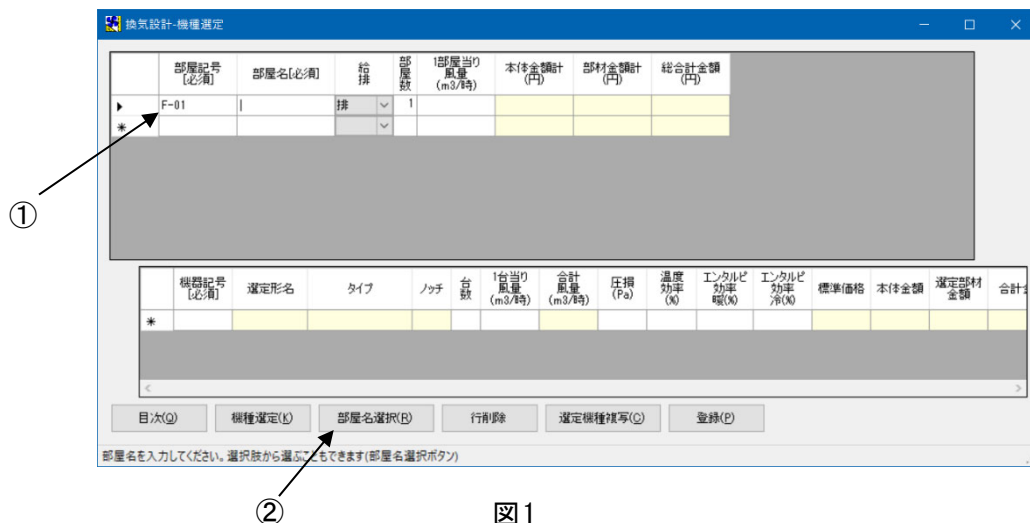 換気設計-機種選定
部屋記号[必須] 部屋名[必須] 給排 部屋数 1部屋当り風量(m3/時) 本体金額計(円) 部材金額計(円) 総合計金額(円)
F-01 排 1
①
機器記号[必須] 選定形名 タイプ ノッチ 台数 1台当り風量(m3/時) 合計風量(m3/時) 圧損(Pa) 温度効率(%) エンタルピ効率暖(%) エンタルピ効率冷(%) 標準価格 本体金額 選定部材金額 合計
目次(Q) 機種選定(K) 部屋名選択(R) 行削除 選定機種複写(C) 登録(P)
部屋名を入力してください。選択肢から選ぶこともできます(部屋名選択ボタン)
②
図1